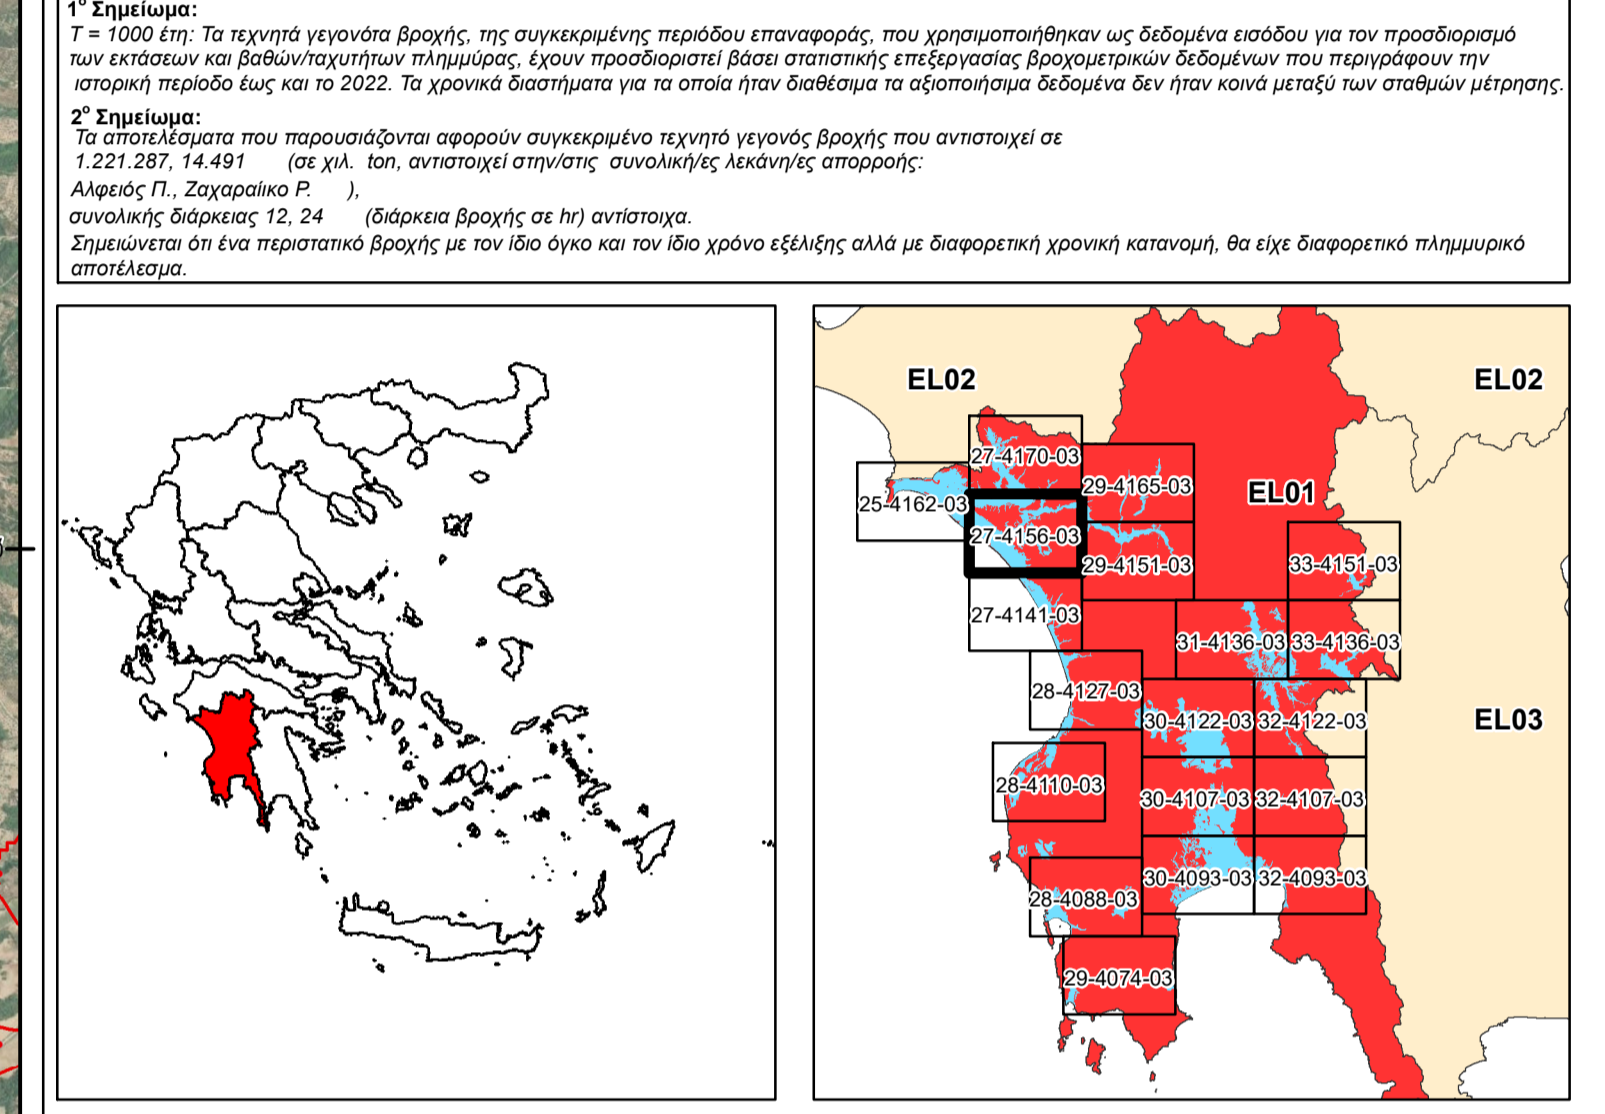 1ο Σημείωμα:
T = 1000 έτη: Τα τεχνητά γεγονότα βροχής, της συγκεκριμένης περιόδου επαναφοράς, που χρησιμοποιήθηκαν ως δεδομένα εισόδου για τον προσδιορισμό
των εκτάσεων και βαθών/ταχυτήτων πλημμύρας, έχουν προσδιοριστεί βάσει στατιστικής επεξεργασίας βροχομετρικών δεδομένων που περιγράφουν την
ιστορική περίοδο έως και το 2022. Τα χρονικά διαστήματα για τα οποία ήταν διαθέσιμα τα αξιοποιήσιμα δεδομένα δεν ήταν κοινά μεταξύ των σταθμών μέτρησης.
2ο Σημείωμα:
Τα αποτελέσματα που παρουσιάζονται αφορούν συγκεκριμένο τεχνητό γεγονός βροχής που αντιστοιχεί σε
1.221.287, 14.491 (σε χιλ. ton, αντιστοιχεί στην/στις συνολική/ες λεκάνη/ες απορροής:
Αλφειός Π., Ζαχαραίικο Ρ. ),
συνολικής διάρκειας 12, 24 (διάρκεια βροχής σε hr) αντίστοιχα.
Σημειώνεται ότι ένα περιστατικό βροχής με τον ίδιο όγκο και τον ίδιο χρόνο εξέλιξης αλλά με διαφορετική χρονική κατανομή, θα είχε διαφορετικό πλημμυρικό
αποτέλεσμα.
EL02
EL02
27-4170-03
29-4165-03
EL01
25-4162-03
27-4156-03
29-4151-03
33-4151-03
27-4141-03
31-4136-03
33-4136-03
28-4127-03
30-4122-03
32-4122-03
EL03
28-4110-03
30-4107-03
32-4107-03
30-4093-03
32-4093-03
28-4088-03
29-4074-03